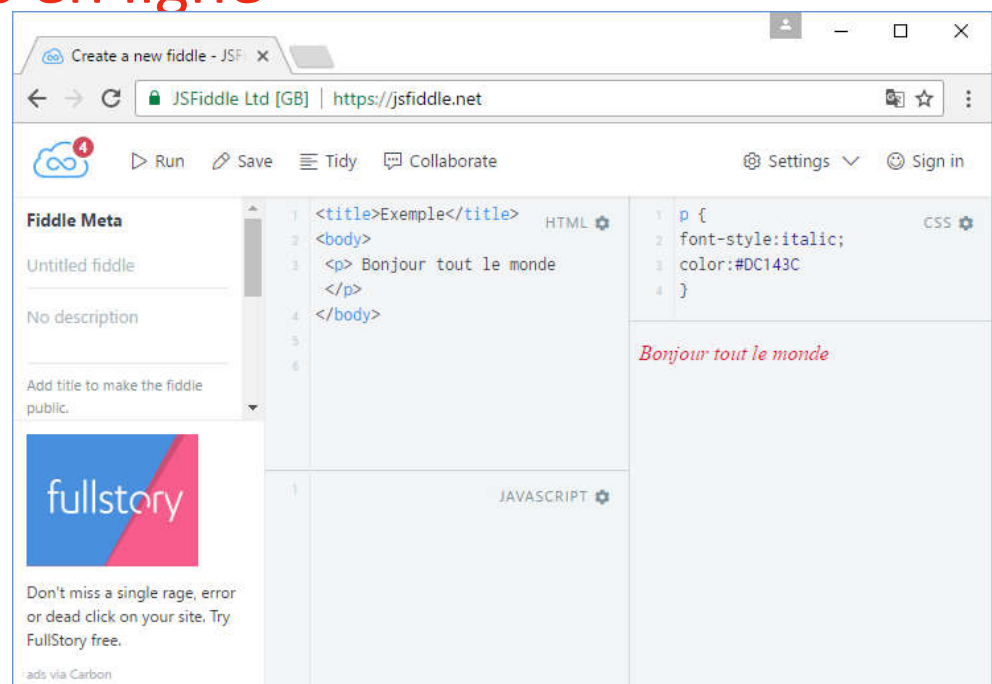 en ligne
Create a new fiddle - JSFi
JSFiddle Ltd [GB] | https://jsfiddle.net
4
Run Save Tidy Collaborate Settings Sign in
Fiddle Meta
Untitled fiddle
No description
Add title to make the fiddle
public.
fullstory
Don't miss a single rage, error
or dead click on your site. Try
FullStory free.
ads via Carbon
HTML
1 <title>Exemple</title>
2 <body>
3 <p> Bonjour tout le monde
</p>
4 </body>
5
6
1 JAVASCRIPT
CSS
1 p {
2 font-style:italic;
3 color:#DC143C
4 }
Bonjour tout le monde